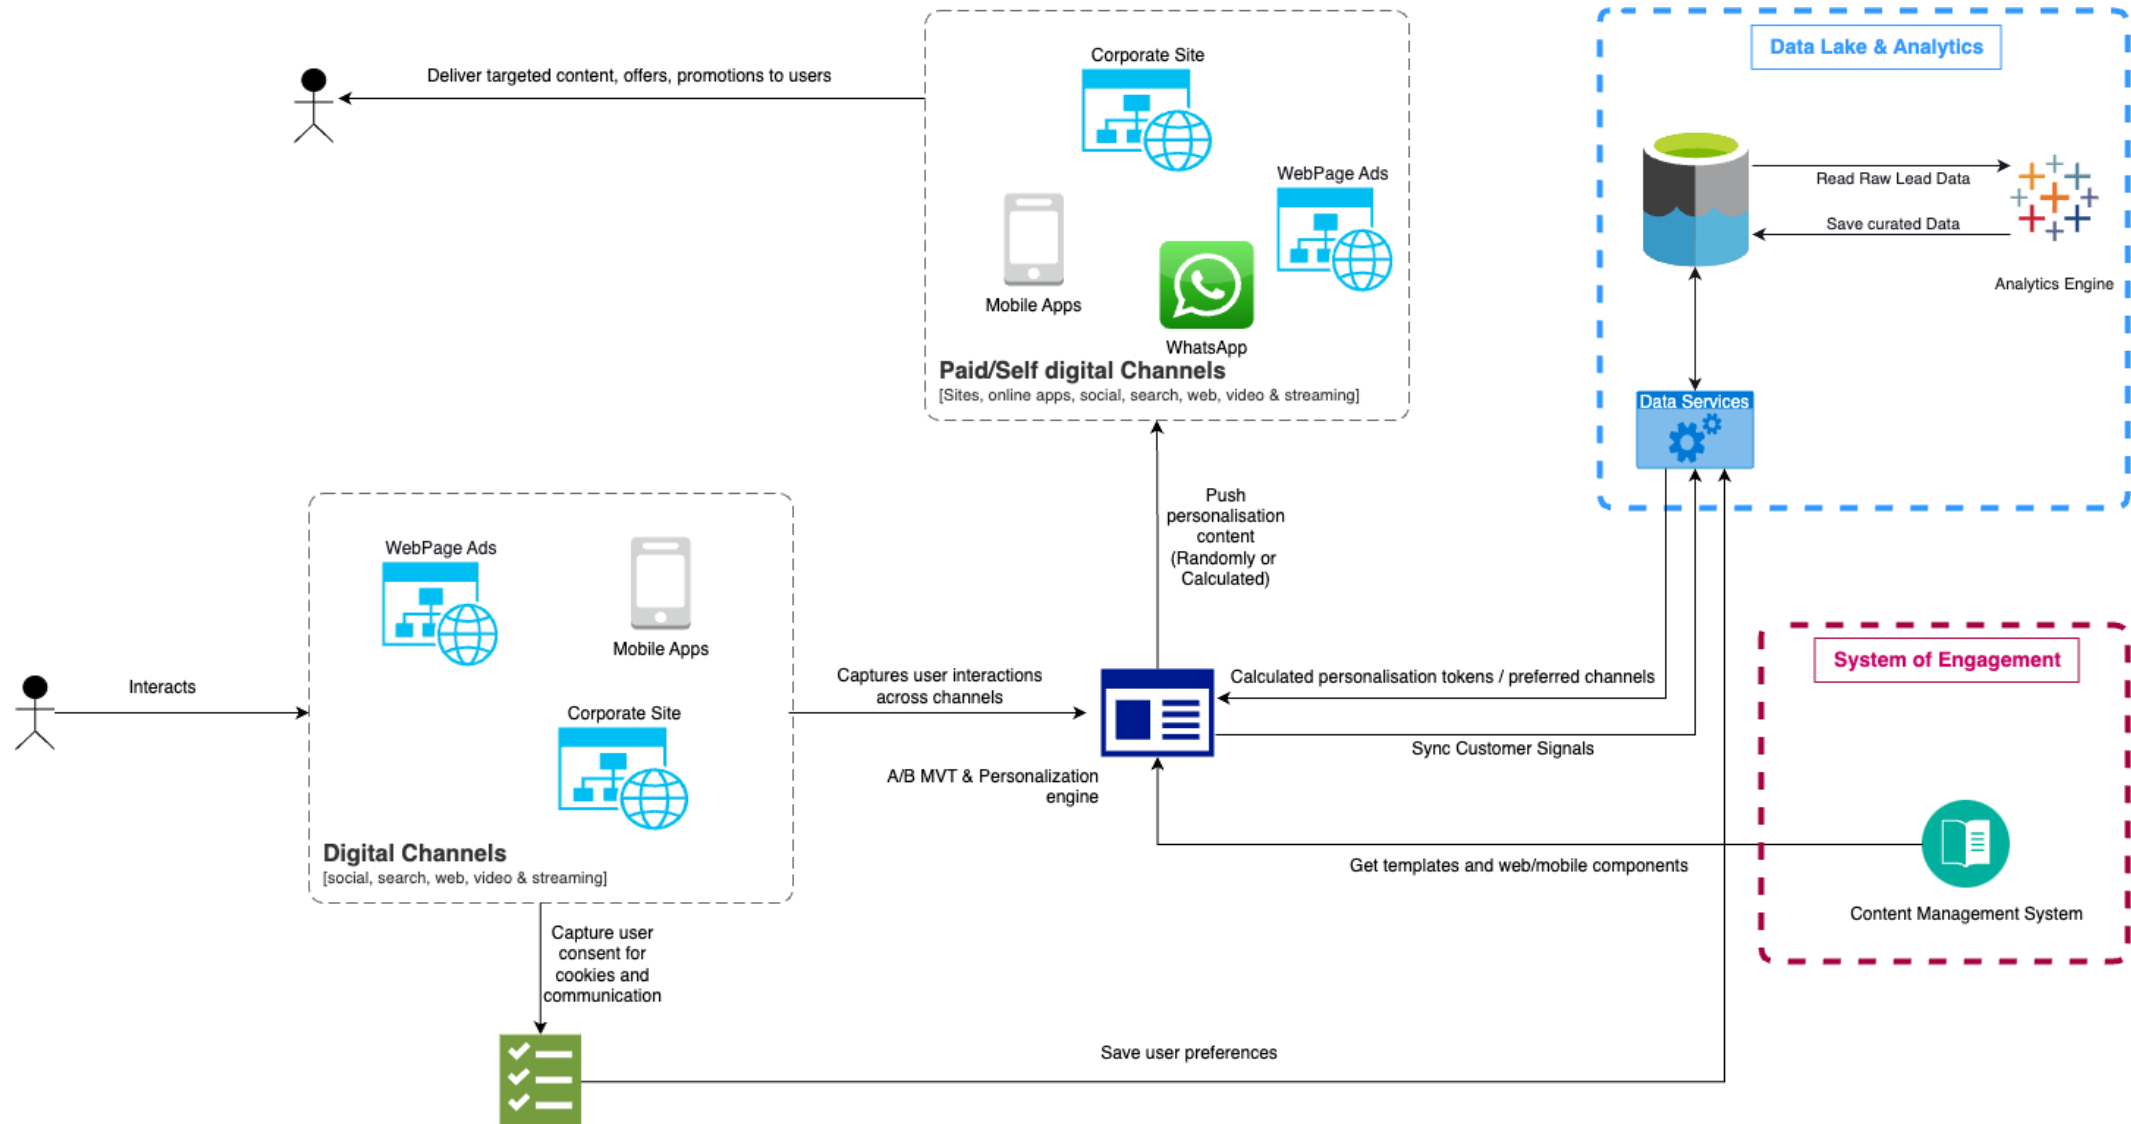 Deliver targeted content, offers, promotions to users
Corporate Site
WebPage Ads
Mobile Apps
WhatsApp
Paid/Self digital Channels
[Sites, online apps, social, search, web, video & streaming]
Data Lake & Analytics
Read Raw Lead Data
Save curated Data
Analytics Engine
Data Services
Push
personalisation
content
(Randomly or
Calculated)
WebPage Ads
Mobile Apps
Corporate Site
Digital Channels
[social, search, web, video & streaming]
Interacts
Captures user interactions
across channels
A/B MVT & Personalization
engine
Calculated personalisation tokens / preferred channels
Sync Customer Signals
Get templates and web/mobile components
System of Engagement
Content Management System
Capture user
consent for
cookies and
communication
Save user preferences